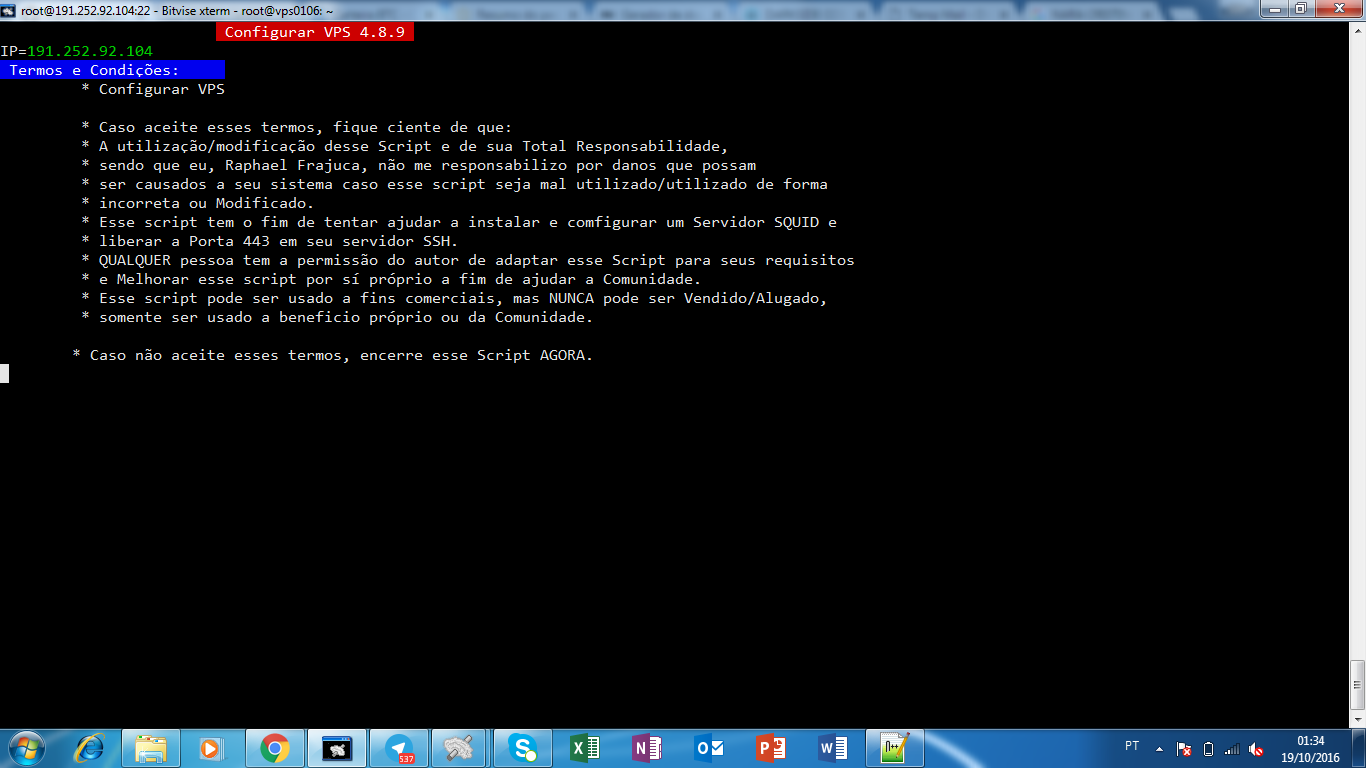 root@191.252.92.104:22 - Bitvise xterm - root@vps0106: ~
Configurar VPS 4.8.9
IP=191.252.92.104
Termos e Condições:
* Configurar VPS
* Caso aceite esses termos, fique ciente de que:
* A utilização/modificação desse Script e de sua Total Responsabilidade,
* sendo que eu, Raphael Frajuca, não me responsabilizo por danos que possam
* ser causados a seu sistema caso esse script seja mal utilizado/utilizado de forma
* incorreta ou Modificado.
* Esse script tem o fim de tentar ajudar a instalar e comfigurar um Servidor SQUID e
* liberar a Porta 443 em seu servidor SSH.
* QUALQUER pessoa tem a permissão do autor de adaptar esse Script para seus requisitos
* e Melhorar esse script por sí próprio a fim de ajudar a Comunidade.
* Esse script pode ser usado a fins comerciais, mas NUNCA pode ser Vendido/Alugado,
* somente ser usado a beneficio próprio ou da Comunidade.
* Caso não aceite esses termos, encerre esse Script AGORA.
537
PT
01:34
19/10/2016